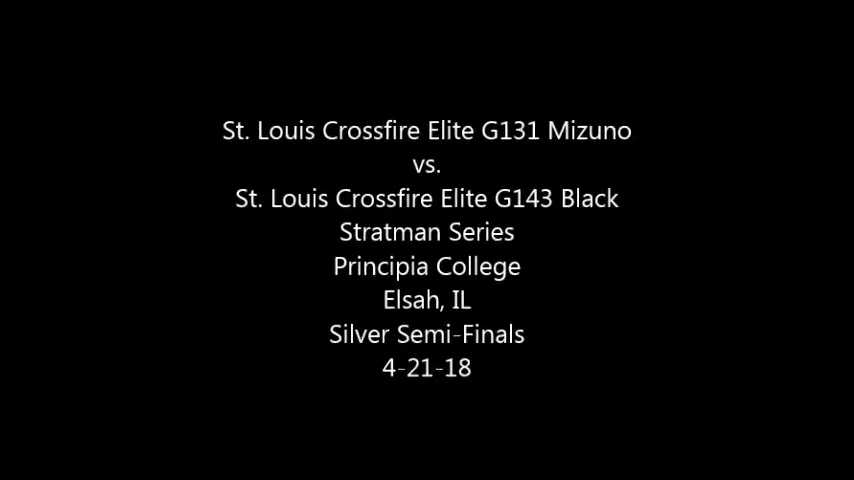 St. Louis Crossfire Elite G131 Mizuno
vs.
St. Louis Crossfire Elite G143 Black
Stratman Series
Principia College
Elsah, IL
Silver Semi-Finals
4-21-18